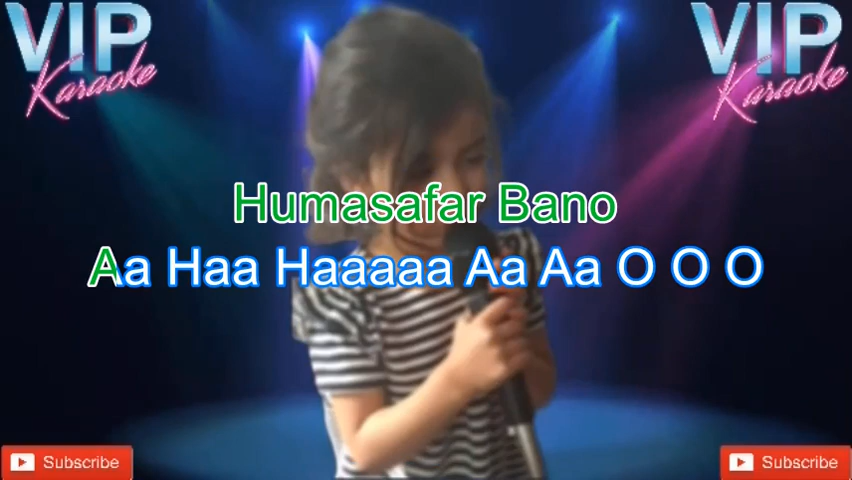 VIP
Karaoke
VIP
Karaoke
Humasafar Bano
Aa Haa Haaaaa Aa Aa O O O
Subscribe
Subscribe